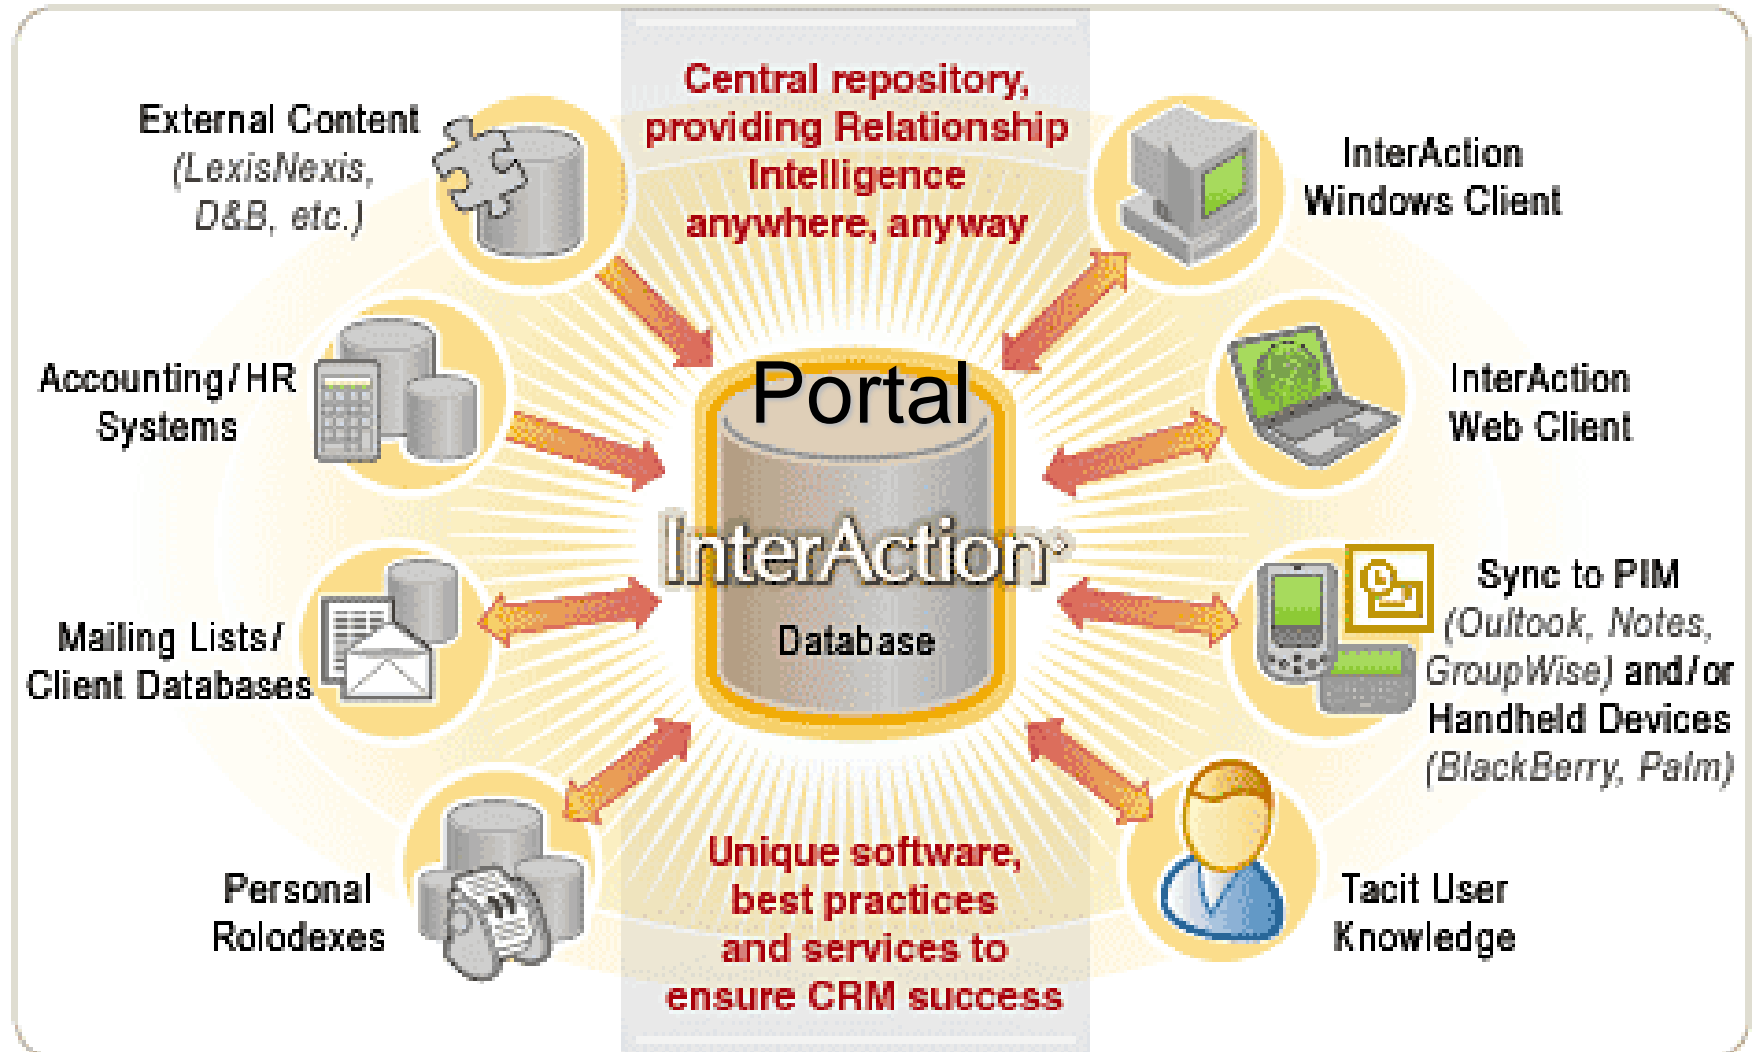 Central repository,
providing Relationship
Intelligence
anywhere, anyway
External Content
(LexisNexis,
D&B, etc.)
Accounting/HR
Systems
Mailing Lists/
Client Databases
Personal
Rolodexes
Portal
InterAction®
Database
InterAction
Windows Client
InterAction
Web Client
Sync to PIM
(Oultook, Notes,
GroupWise) and/or
Handheld Devices
(BlackBerry, Palm)
Tacit User
Knowledge
Unique software,
best practices
and services to
ensure CRM success